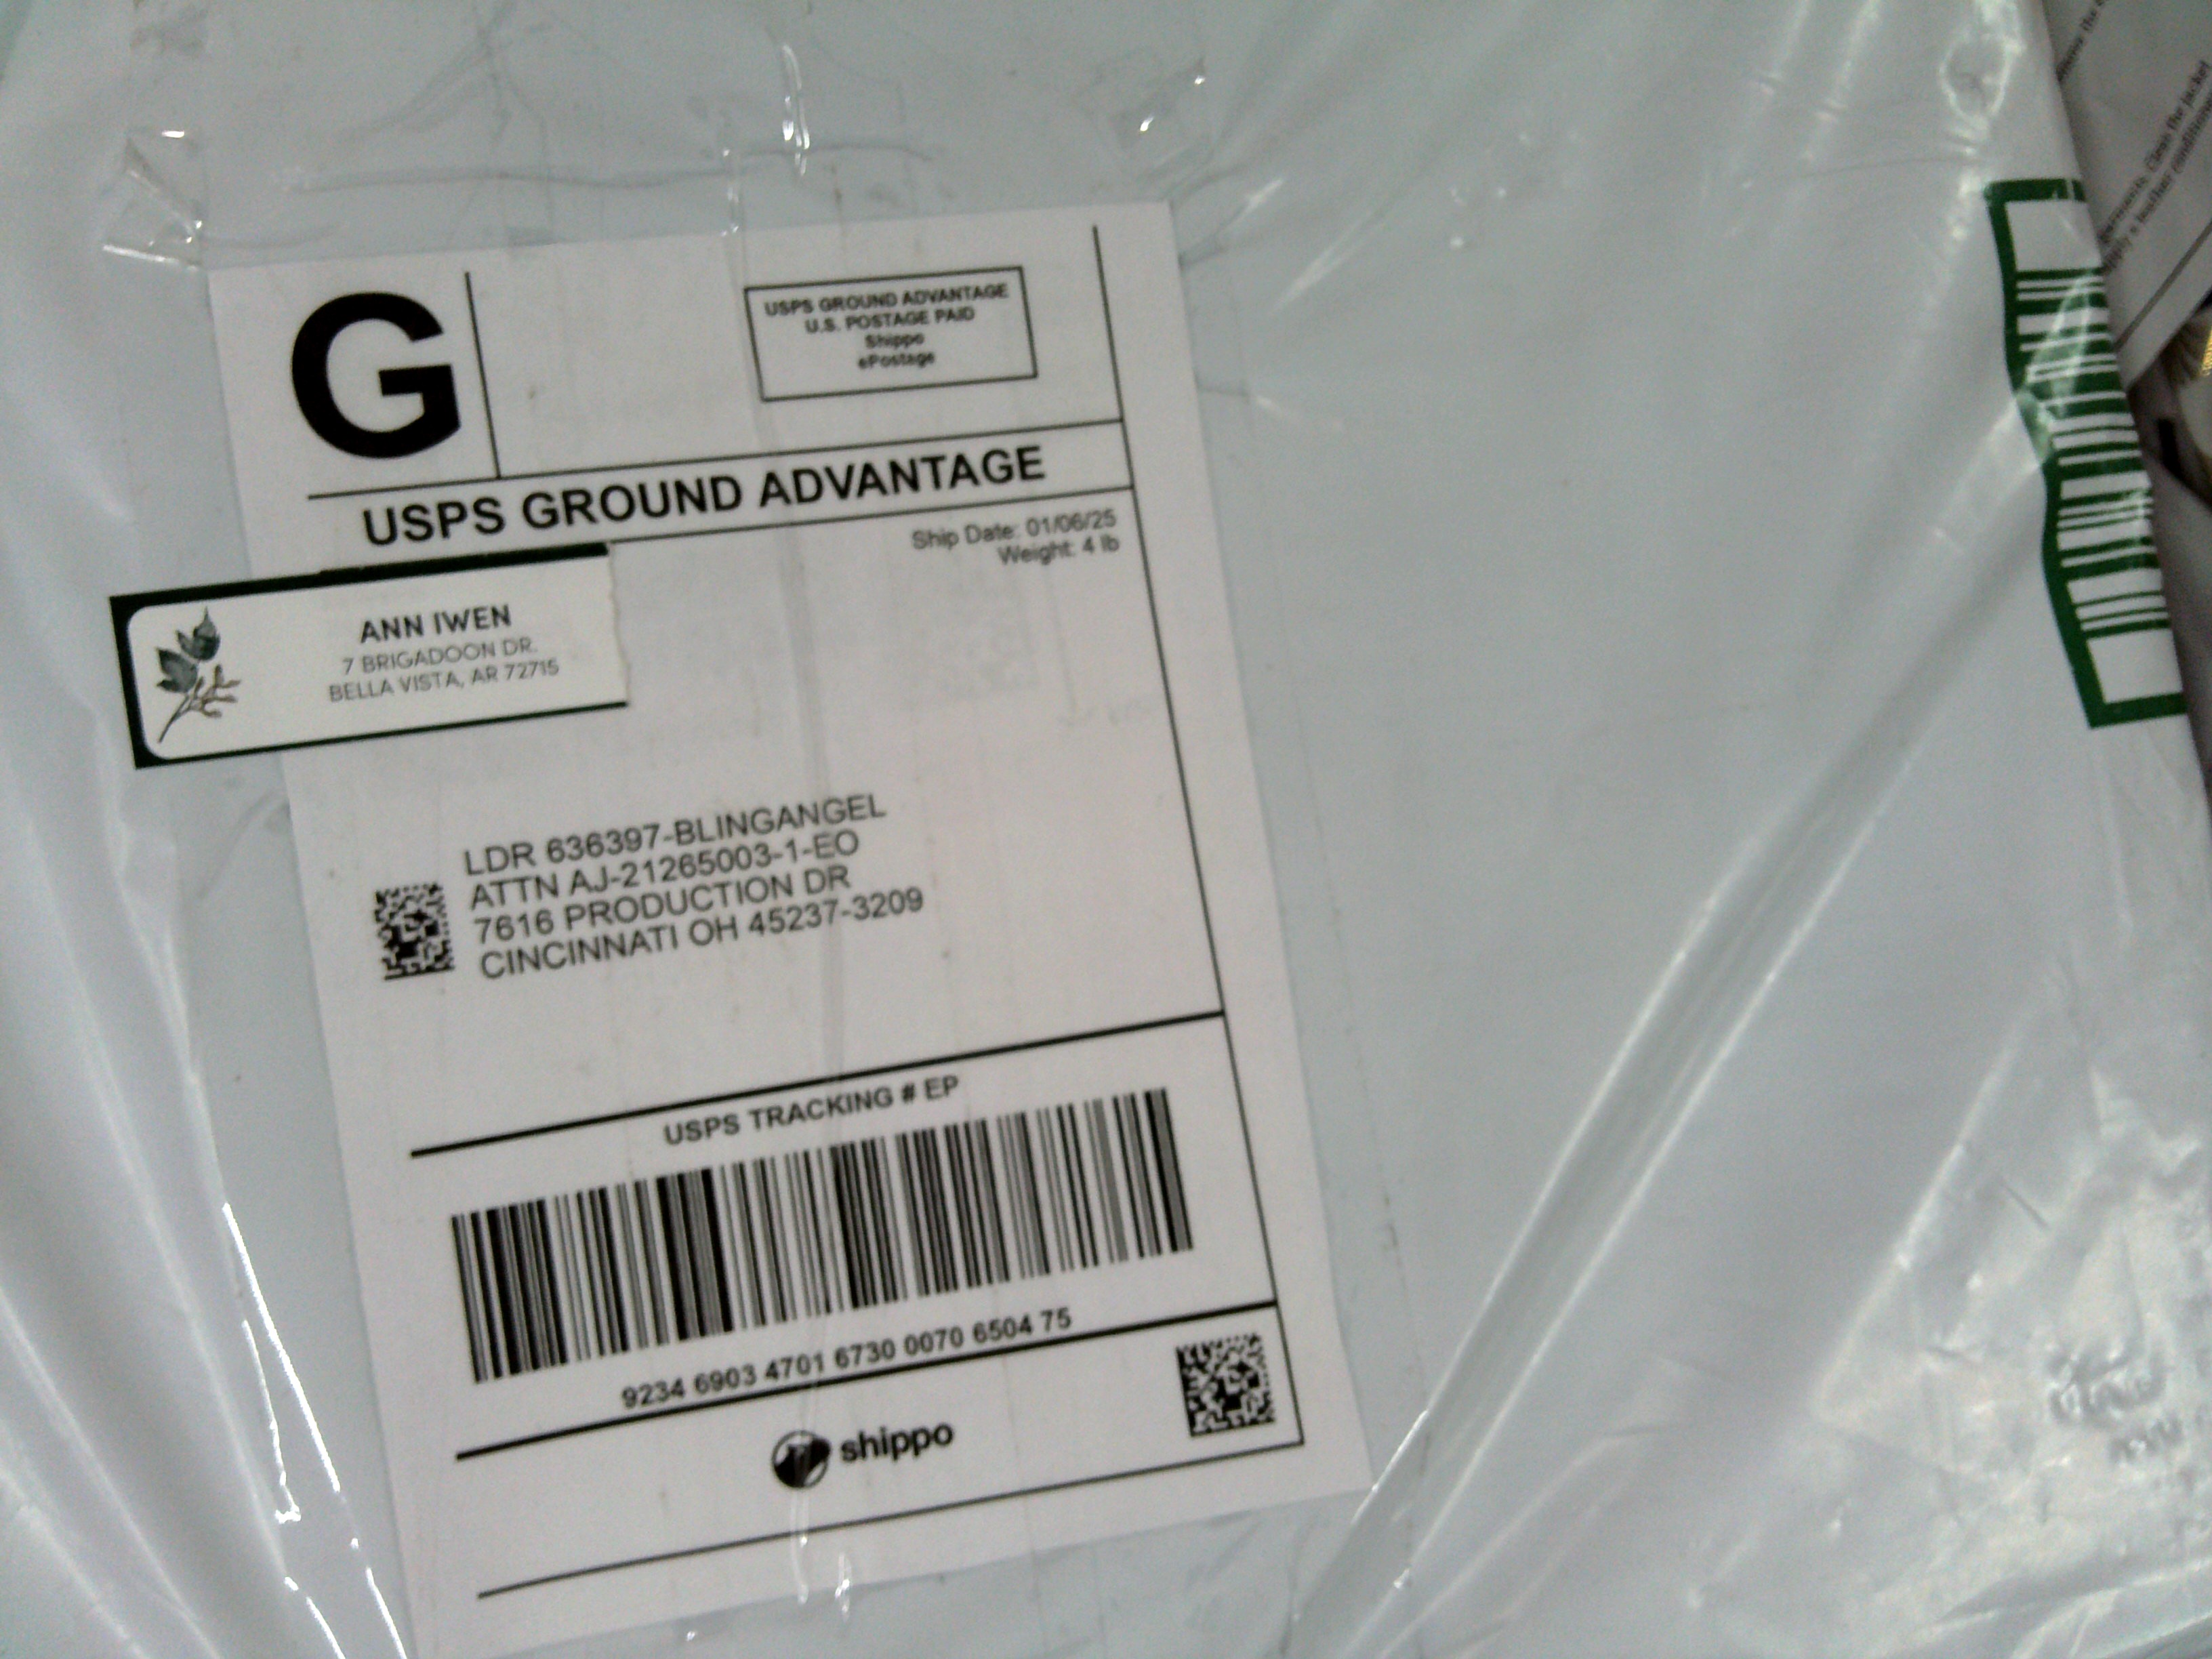 G
USPS GROUND ADVANTAGE
U.S. POSTAGE PAID
Shippo
ePostage
USPS GROUND ADVANTAGE
Ship Date: 01/06/25
Weight: 4 lb
ANN IWEN
7 BRIGADOON DR.
BELLA VISTA, AR 72715
LDR 636397-BLINGANGEL
ATTN AJ-21265003-1-EO
7616 PRODUCTION DR
CINCINNATI OH 45237-3209
USPS TRACKING # EP
9234 6903 4701 6730 0070 6504 75
shippo